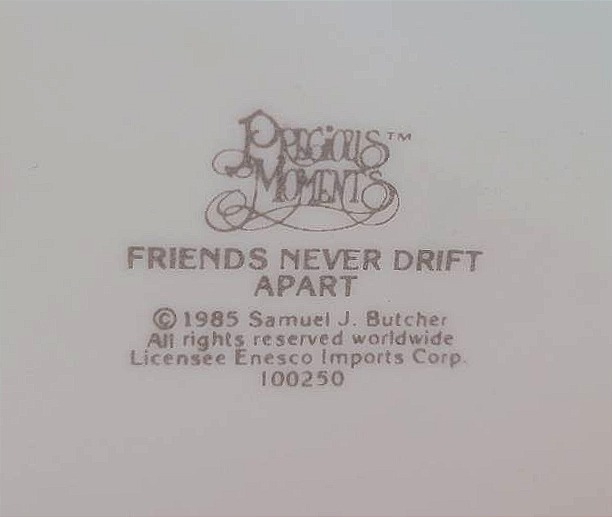 PRECIOUS™
MOMENTS
FRIENDS NEVER DRIFT
APART
© 1985 Samuel J. Butcher
All rights reserved worldwide
Licensee Enesco Imports Corp.
100250